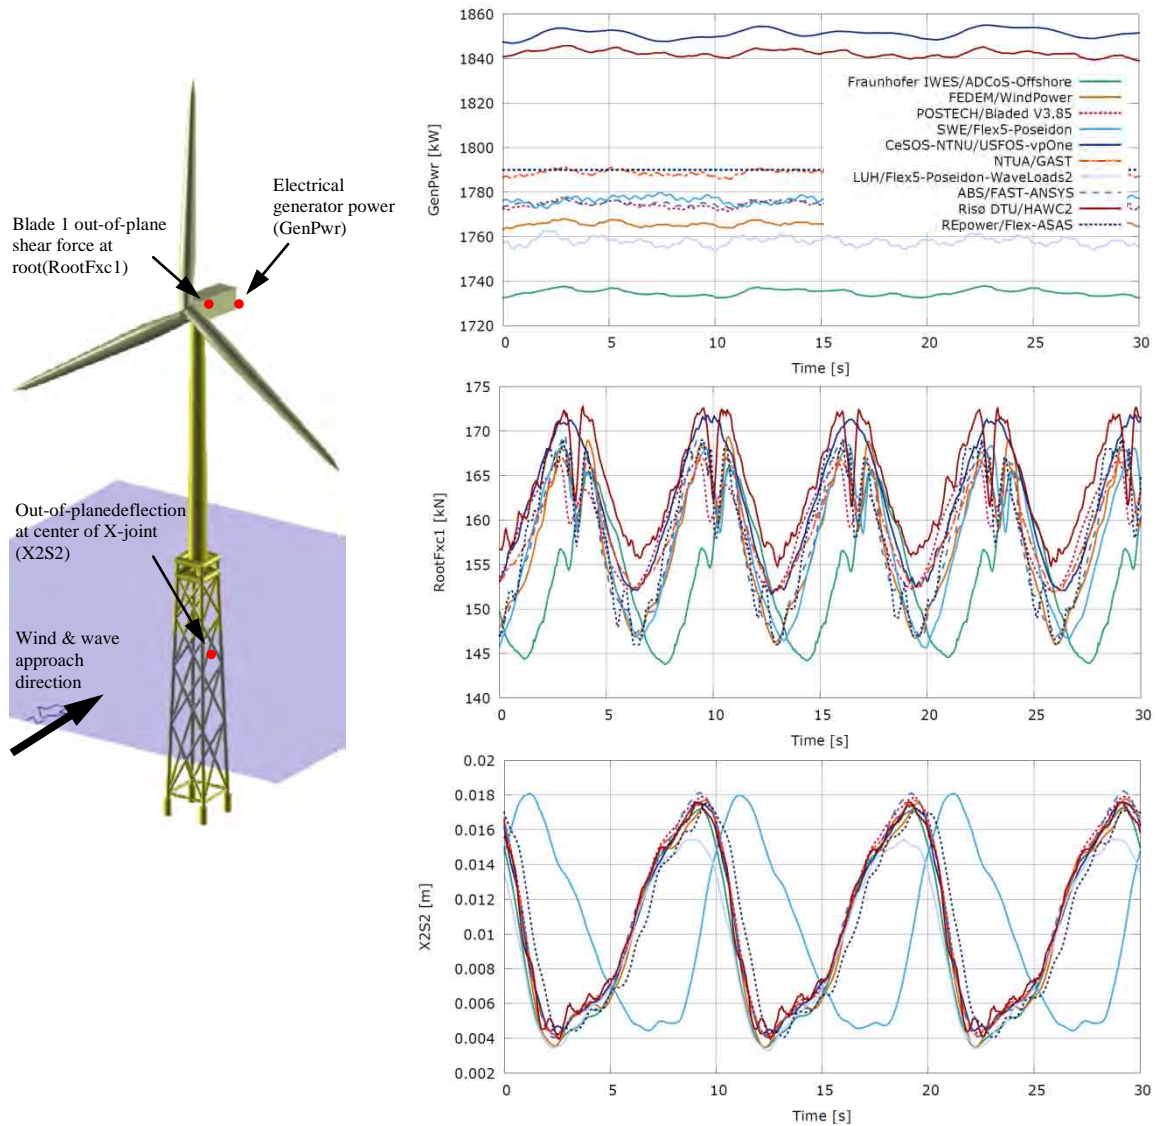 Electrical
generator power
(GenPwr)
Blade 1 out-of-plane
shear force at
root(RootFxc1)
Out-of-planedeflection
at center of X-joint
(X2S2)
Wind & wave
approach
direction
1860
1840
1820
1800
1780
1760
1740
1720
GenPwr [kW]
Fraunhofer IWES/ADCoS-Offshore
FEDEM/WindPower
POSTECH/Bladed V3.85
SWE/Flex5-Poseidon
CeSOS-NTNU/USFOS-vpOne
NTUA/GAST
LUH/Flex5-Poseidon-WaveLoads2
ABS/FAST-ANSYS
Risø DTU/HAWC2
REpower/Flex-ASAS
0 5 10 15 20 25 30
Time [s]
175
170
165
160
155
150
145
140
RootFxc1 [kN]
0 5 10 15 20 25 30
Time [s]
0.02
0.018
0.016
0.014
0.012
0.01
0.008
0.006
0.004
0.002
X2S2 [m]
0 5 10 15 20 25 30
Time [s]